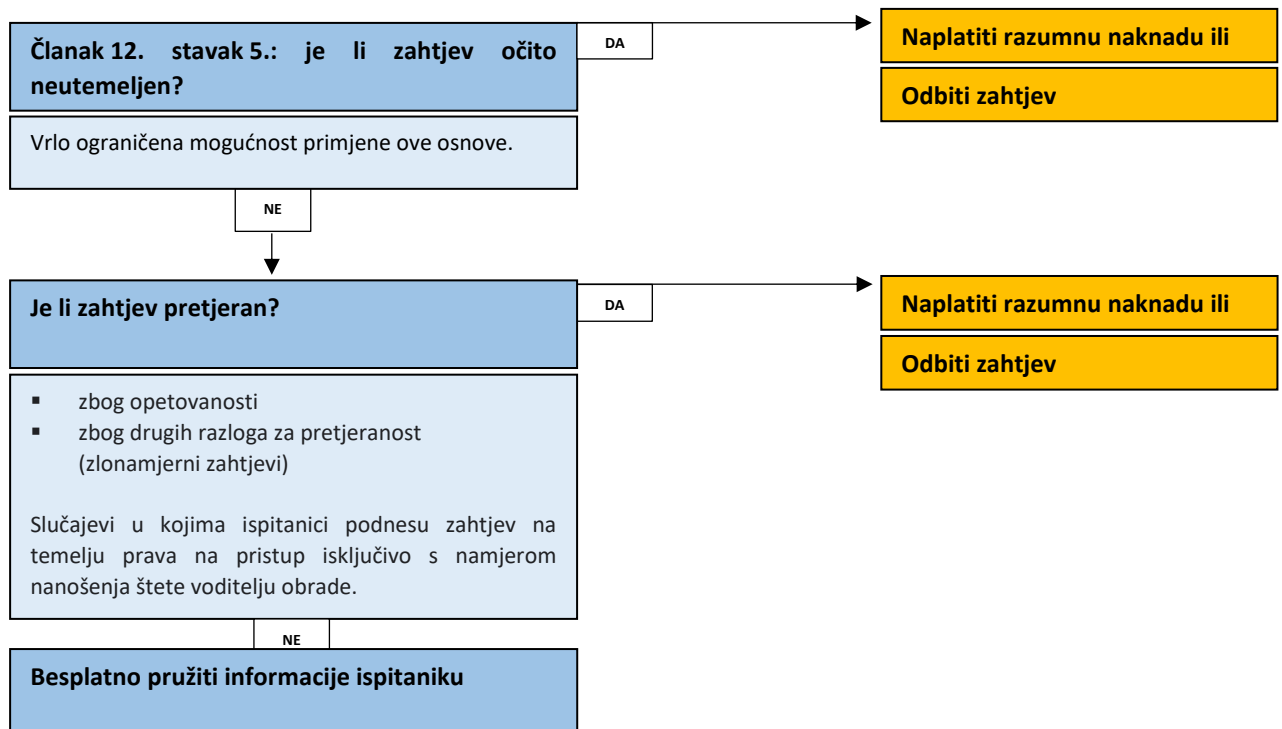 Članak 12. stavak 5.: je li zahtjev očito
neutemeljen?
DA
Naplatiti razumnu naknadu ili
Odbiti zahtjev
Vrlo ograničena mogućnost primjene ove osnove.
NE
Je li zahtjev pretjeran?
DA
Naplatiti razumnu naknadu ili
Odbiti zahtjev
▪ zbog opetovanosti
▪ zbog drugih razloga za pretjeranost
(zlonamjerni zahtjevi)
Slučajevi u kojima ispitanici podnesu zahtjev na
temelju prava na pristup isključivo s namjerom
nanošenja štete voditelju obrade.
NE
Besplatno pružiti informacije ispitaniku